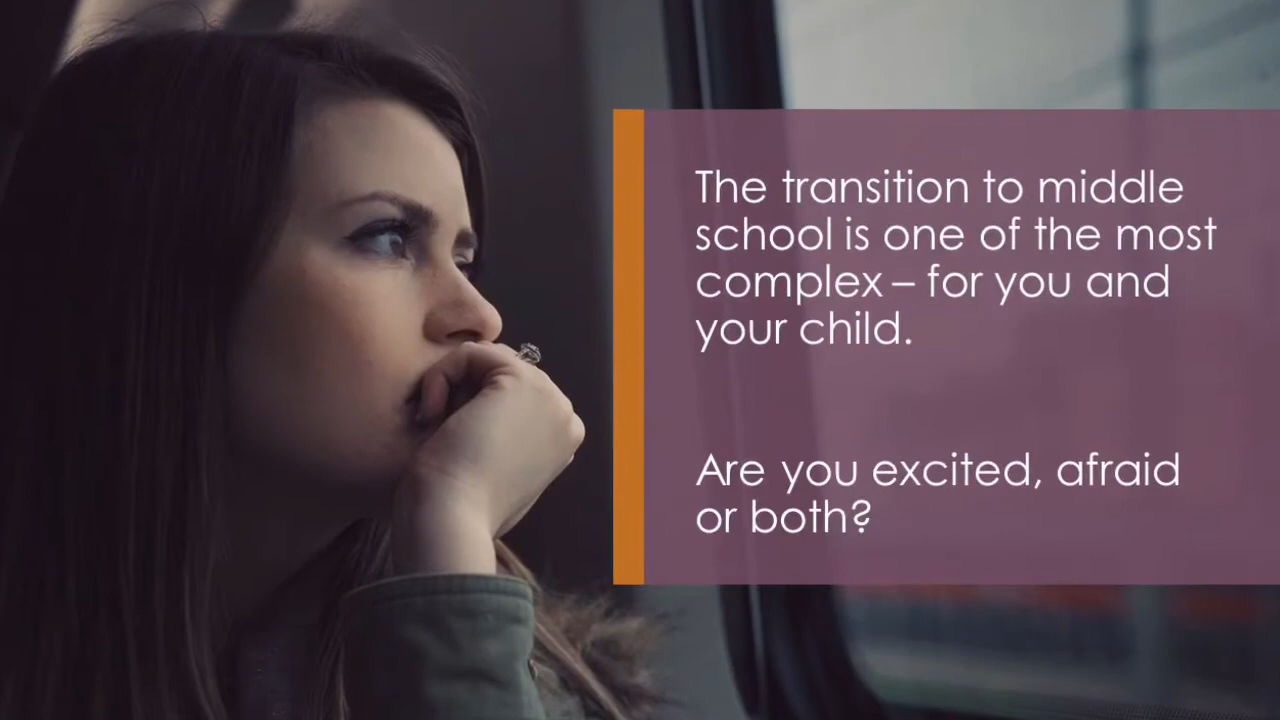 The transition to middle
school is one of the most
complex – for you and
your child.
Are you excited, afraid
or both?